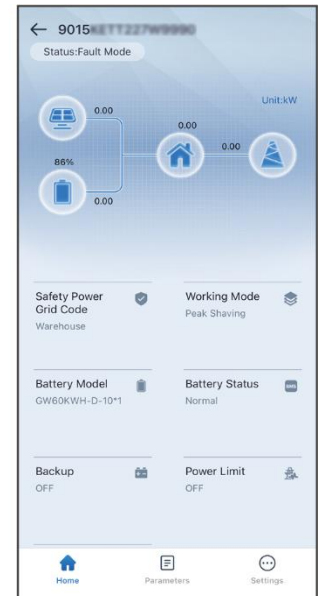 9015
Status:Fault Mode
Unit:kW
0.00
0.00
0.00
86%
0.00
Safety Power
Grid Code
Warehouse
Working Mode
Peak Shaving
Battery Model
GW60KWH-D-10*1
Battery Status
Normal
Backup
OFF
Power Limit
OFF
Home
Parameters
Settings